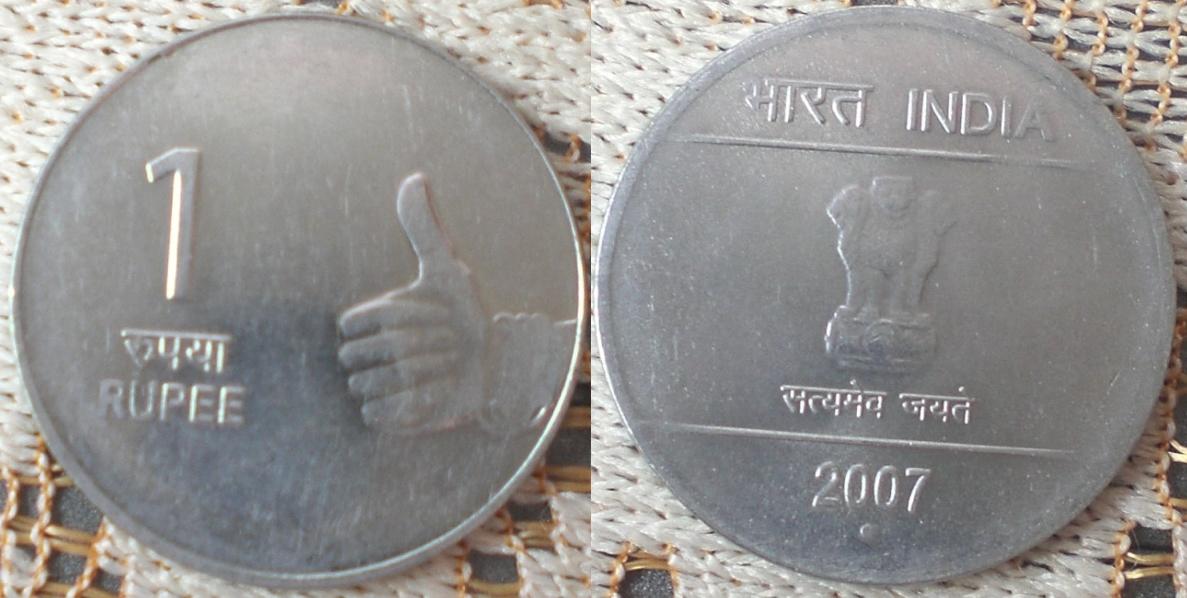 1
रुपया
RUPEE
भारत INDIA
सत्यमेव जयते
2007